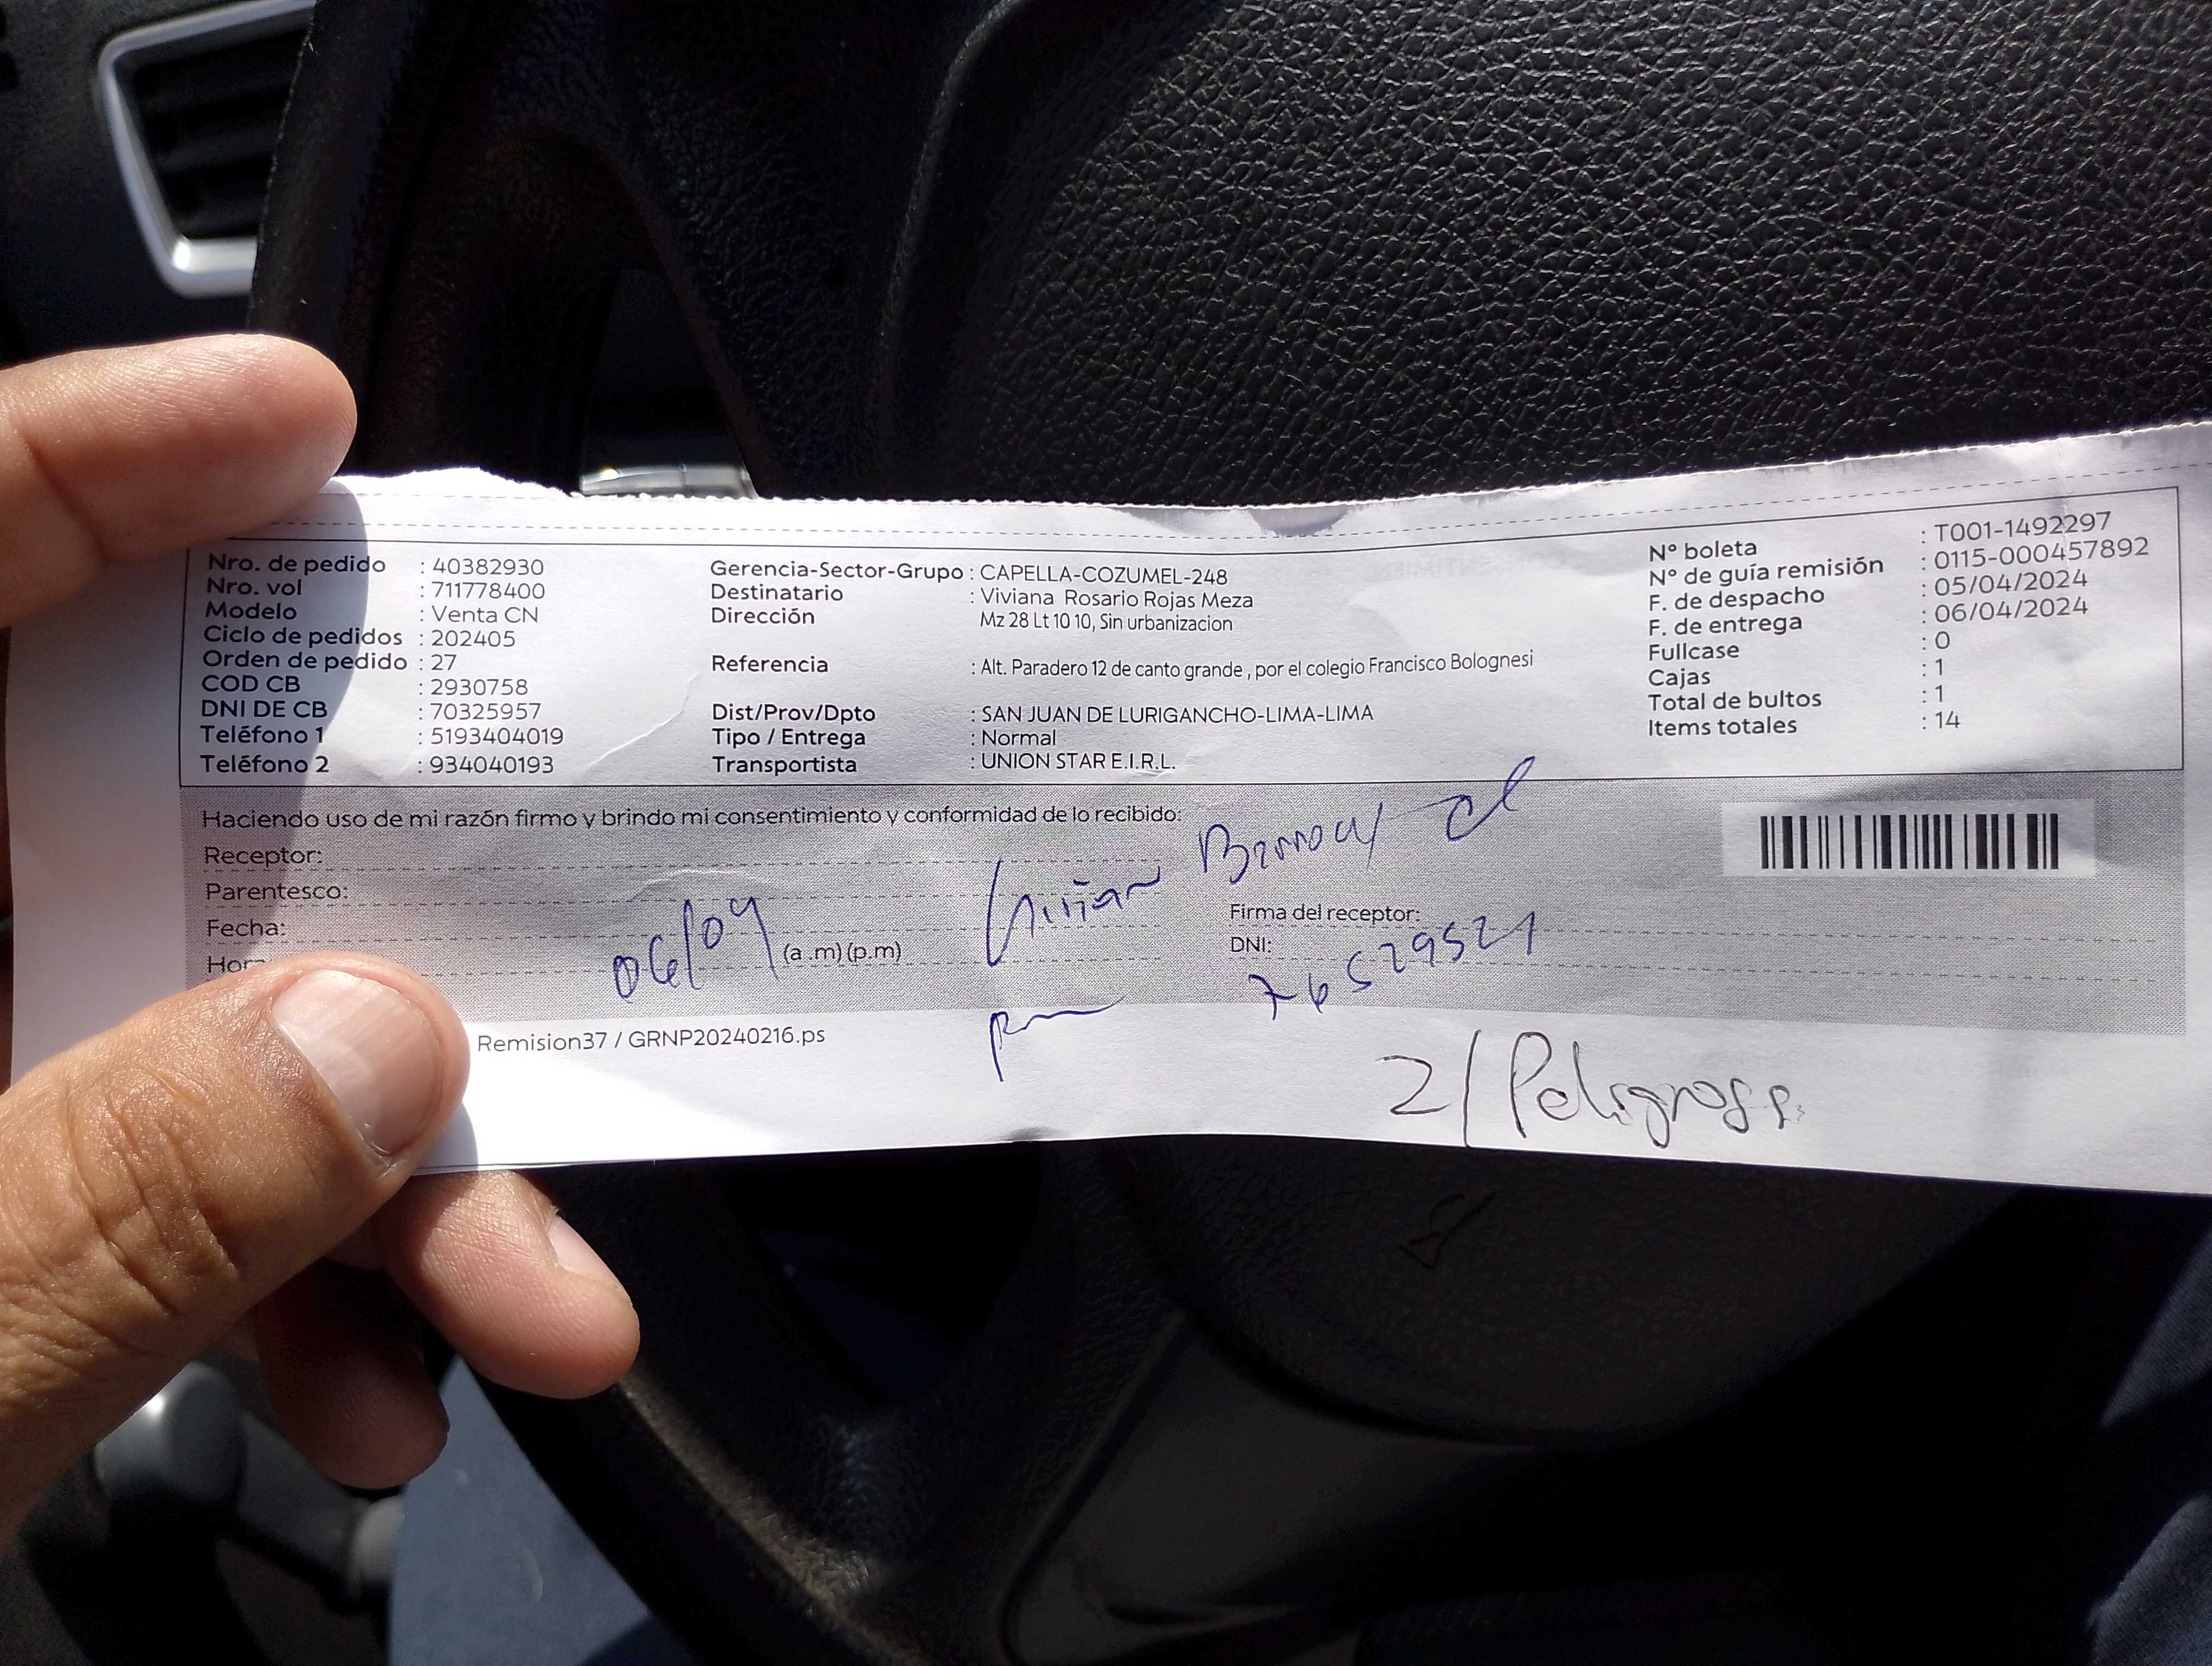 Nro. de pedido : 40382930
Nro. vol : 711778400
Modelo : Venta CN
Ciclo de pedidos : 202405
Orden de pedido : 27
COD CB : 2930758
DNI DE CB : 70325957
Teléfono 1 : 5193404019
Teléfono 2 : 934040193
Gerencia-Sector-Grupo : CAPELLA-COZUMEL-248
Destinatario : Viviana Rosario Rojas Meza
Dirección Mz 28 Lt 10 10, Sin urbanizacion
Referencia : Alt. Paradero 12 de canto grande , por el colegio Francisco Bolognesi
Dist/Prov/Dpto : SAN JUAN DE LURIGANCHO-LIMA-LIMA
Tipo / Entrega : Normal
Transportista : UNION STAR E.I.R.L.
N° boleta : T001-1492297
N° de guía remisión : 0115-000457892
F. de despacho : 05/04/2024
F. de entrega : 06/04/2024
Fullcase : 0
Cajas : 1
Total de bultos : 1
Items totales : 14
Haciendo uso de mi razón firmo y brindo mi consentimiento y conformidad de lo recibido:
Receptor:
Parentesco:
Fecha: 06/04
(a .m) (p.m)
Firma del receptor:
DNI: 76529521
Remision37 / GRNP20240216.ps